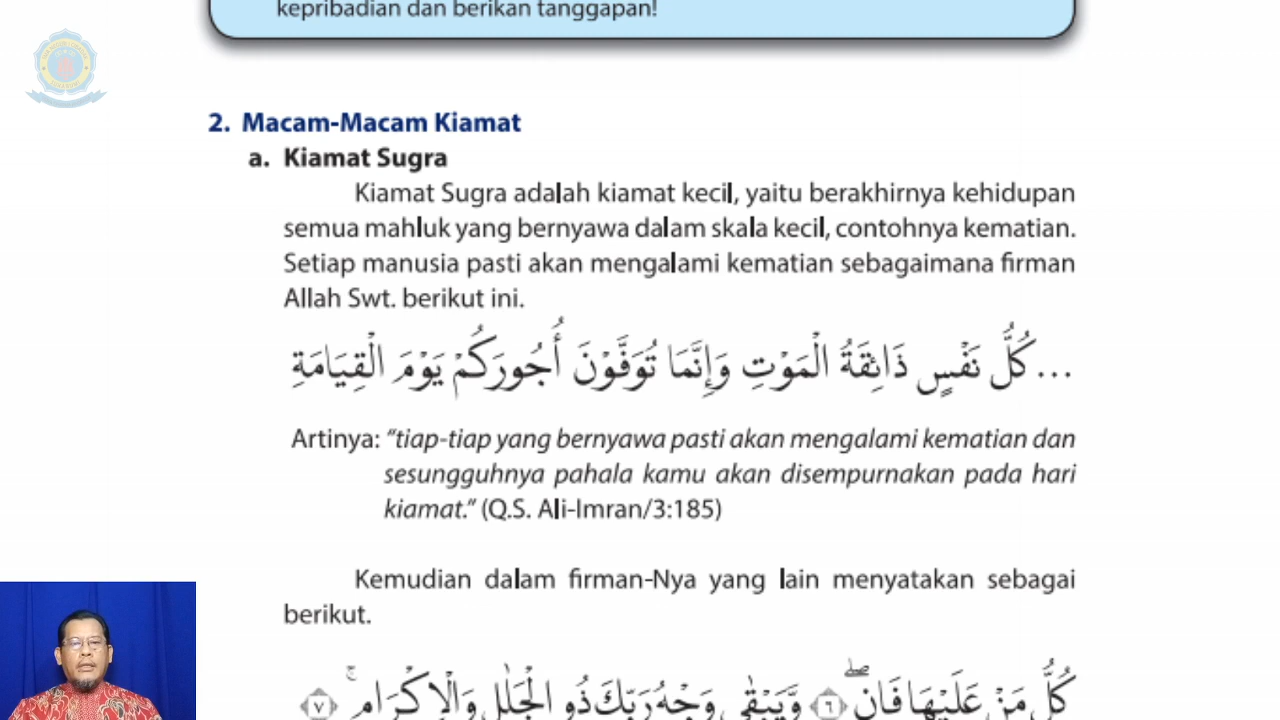 kepribadian dan berikan tanggapan!
2. Macam-Macam Kiamat
a. Kiamat Sugra
Kiamat Sugra adalah kiamat kecil, yaitu berakhirnya kehidupan
semua mahluk yang bernyawa dalam skala kecil, contohnya kematian.
Setiap manusia pasti akan mengalami kematian sebagaimana firman
Allah Swt. berikut ini.
...كُلُّ نَفْسٍ ذَائِقَةُ الْمَوْتِ وَإِنَّمَا تُوَفَّوْنَ أُجُورَكُمْ يَوْمَ الْقِيَامَةِ
Artinya: “tiap-tiap yang bernyawa pasti akan mengalami kematian dan
sesungguhnya pahala kamu akan disempurnakan pada hari
kiamat.” (Q.S. Ali-Imran/3:185)
Kemudian dalam firman-Nya yang lain menyatakan sebagai
berikut.
كُلُّ مَنْ عَلَيْهَا فَانٍۖ ۝٦ وَّيَبْقٰى وَجْهُ رَبِّكَ ذُو الْجَلٰلِ وَالْاِكْرَامِۚ ۝٧